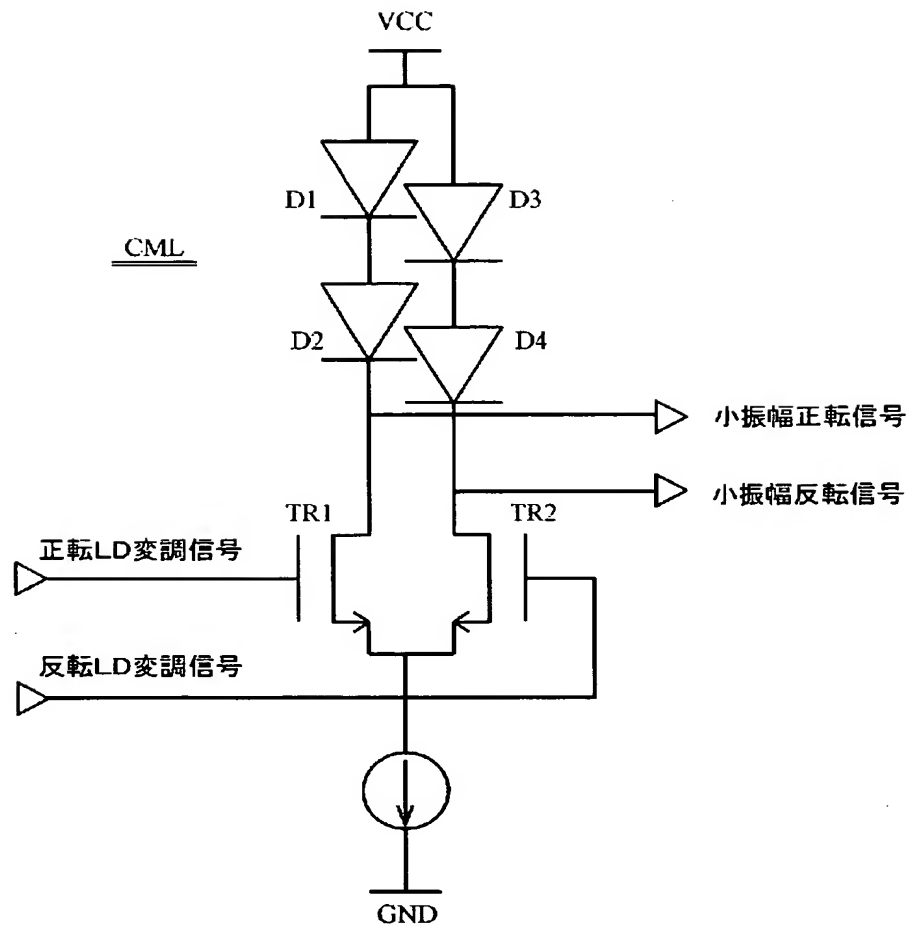 VCC
D1
D3
CML
D2
D4
小振幅正転信号
小振幅反転信号
TR1
TR2
正転LD変調信号
反転LD変調信号
GND